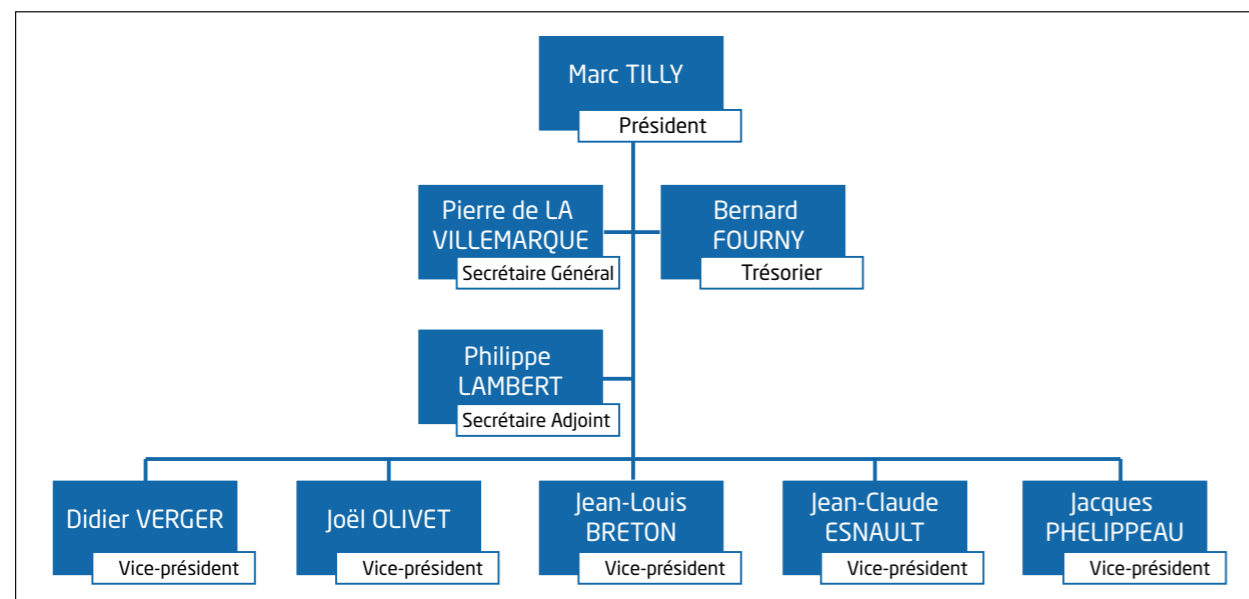 Marc TILLY
Président
Pierre de LA
VILLEMARQUE
Secrétaire Général
Bernard
FOURNY
Trésorier
Philippe
LAMBERT
Secrétaire Adjoint
Didier VERGER
Vice-président
Joël OLIVET
Vice-président
Jean-Louis
BRETON
Vice-président
Jean-Claude
ESNAULT
Vice-président
Jacques
PHELIPPEAU
Vice-président